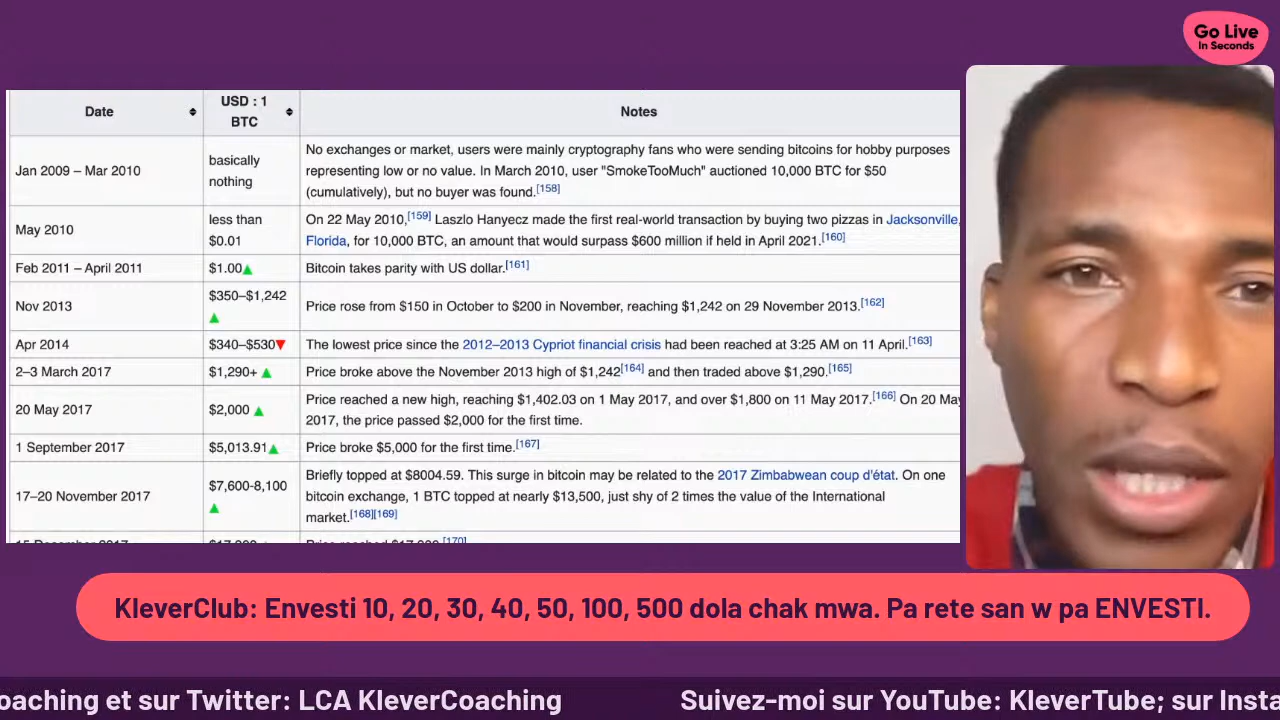 Go Live
In Seconds
Date
USD : 1
BTC
Notes
Jan 2009 – Mar 2010
basically
nothing
No exchanges or market, users were mainly cryptography fans who were sending bitcoins for hobby purposes
representing low or no value. In March 2010, user "SmokeTooMuch" auctioned 10,000 BTC for $50
(cumulatively), but no buyer was found.[158]
May 2010
less than
$0.01
On 22 May 2010,[159] Laszlo Hanyecz made the first real-world transaction by buying two pizzas in Jacksonville,
Florida, for 10,000 BTC, an amount that would surpass $600 million if held in April 2021.[160]
Feb 2011 – April 2011
$1.00▲
Bitcoin takes parity with US dollar.[161]
Nov 2013
$350–$1,242
▲
Price rose from $150 in October to $200 in November, reaching $1,242 on 29 November 2013.[162]
Apr 2014
$340–$530▼
The lowest price since the 2012–2013 Cypriot financial crisis had been reached at 3:25 AM on 11 April.[163]
2–3 March 2017
$1,290+ ▲
Price broke above the November 2013 high of $1,242[164] and then traded above $1,290.[165]
20 May 2017
$2,000 ▲
Price reached a new high, reaching $1,402.03 on 1 May 2017, and over $1,800 on 11 May 2017.[166] On 20 May
2017, the price passed $2,000 for the first time.
1 September 2017
$5,013.91▲
Price broke $5,000 for the first time.[167]
17–20 November 2017
$7,600-8,100
▲
Briefly topped at $8004.59. This surge in bitcoin may be related to the 2017 Zimbabwean coup d'état. On one
bitcoin exchange, 1 BTC topped at nearly $13,500, just shy of 2 times the value of the International
market.[168][169]
15 December 2017
Price reached
[170]
KleverClub: Envesti 10, 20, 30, 40, 50, 100, 500 dola chak mwa. Pa rete san w pa ENVESTI.
oaching et sur Twitter: LCA KleverCoaching
Suivez-moi sur YouTube: KleverTube; sur Insta